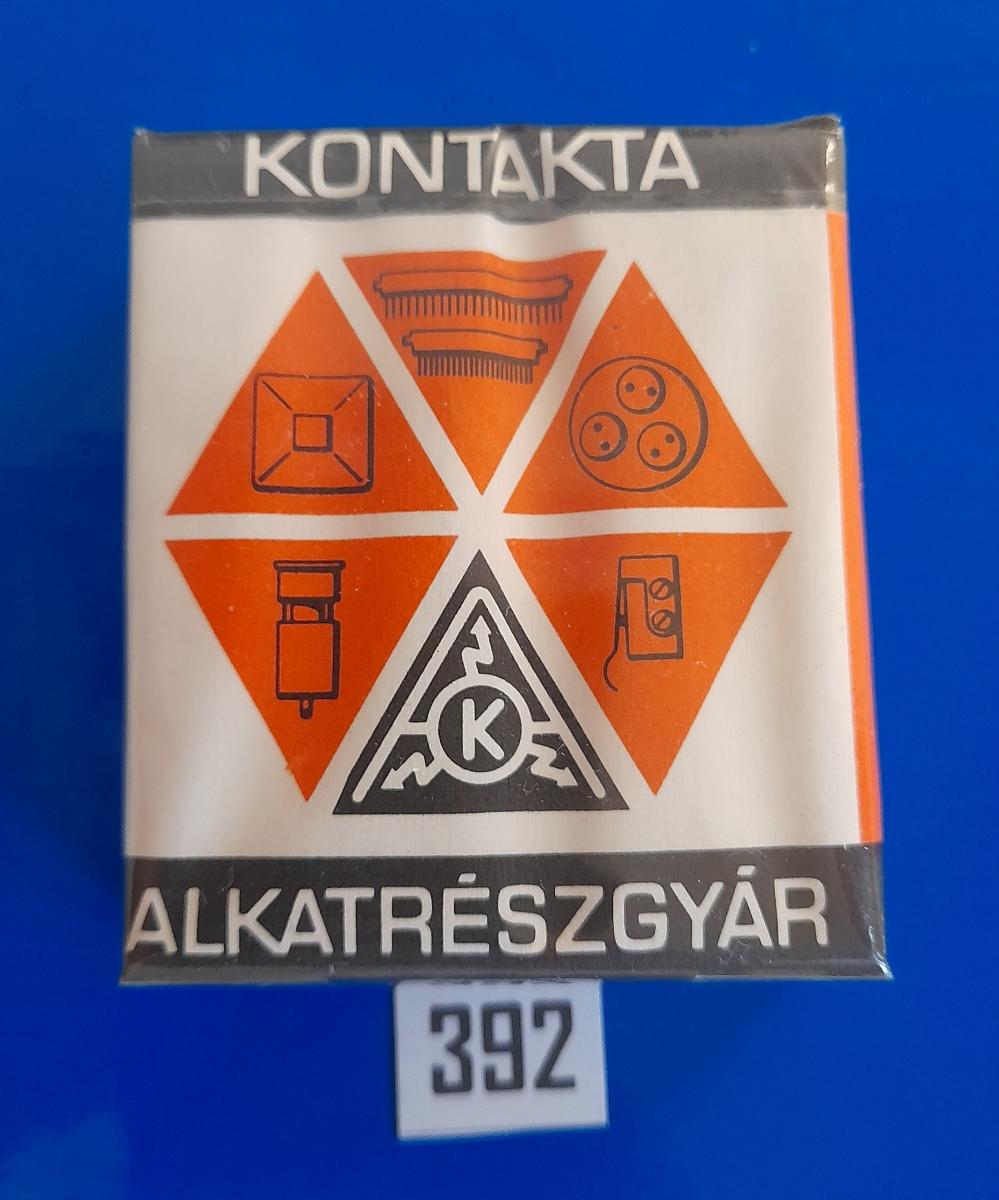 KONTAKTA
K
ALKATRÉSZGYÁR
392